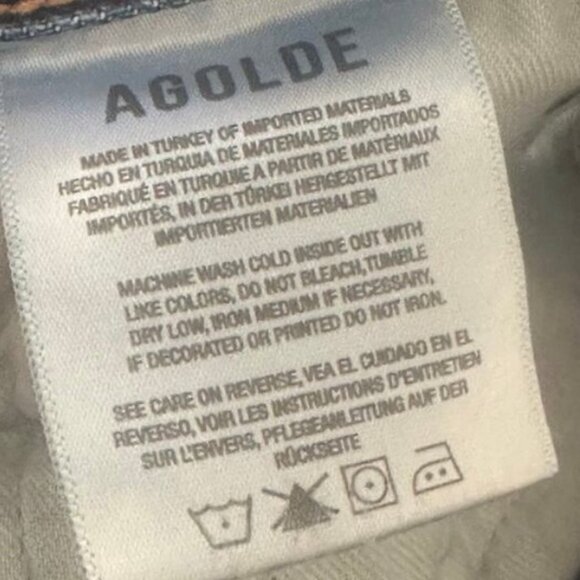 AGOLDE
MADE IN TURKEY OF IMPORTED MATERIALS
HECHO EN TURQUIA DE MATERIALES IMPORTADOS
FABRIQUÉ EN TURQUIE A PARTIR DE MATÉRIAUX
IMPORTÉS, IN DER TÜRKEI HERGESTELLT MIT
IMPORTIERTEN MATERIALIEN
MACHINE WASH COLD INSIDE OUT WITH
LIKE COLORS, DO NOT BLEACH, TUMBLE
DRY LOW, IRON MEDIUM IF NECESSARY,
IF DECORATED OR PRINTED DO NOT IRON.
SEE CARE ON REVERSE, VEA EL CUIDADO EN EL
REVERSO, VOIR LES INSTRUCTIONS D'ENTRETIEN
SUR L'ENVERS, PFLEGEANLEITUNG AUF DER
RÜCKSEITE